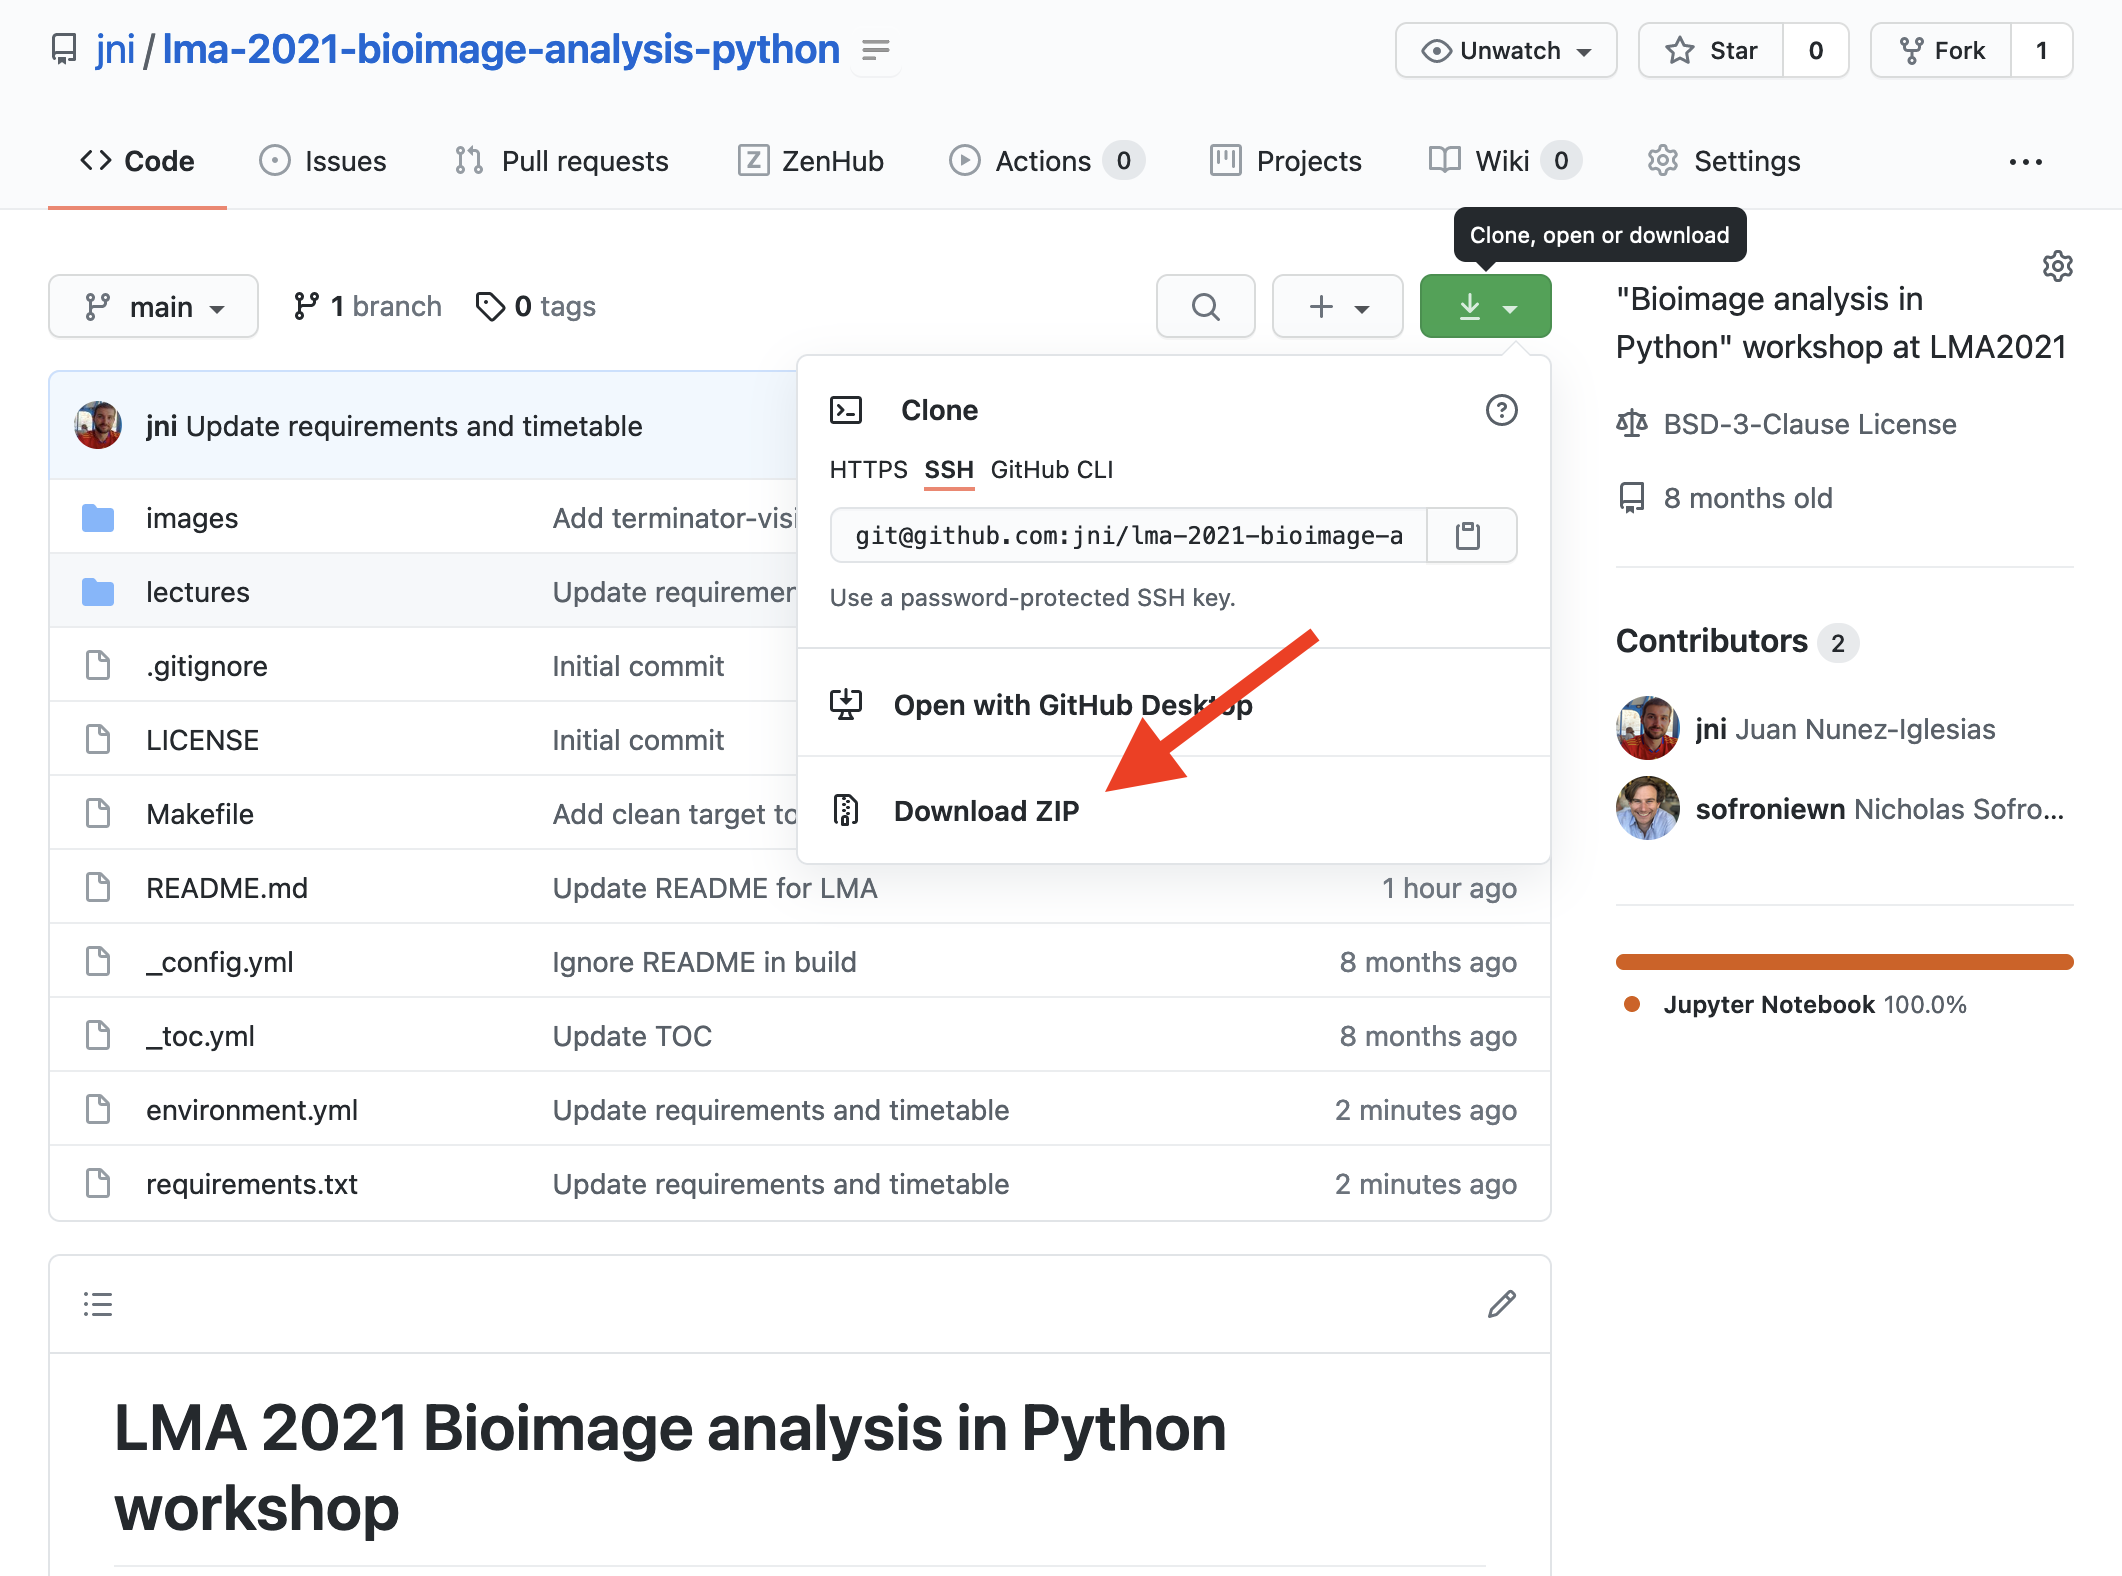 jni / lma-2021-bioimage-analysis-python
Unwatch
Star 0
Fork 1
Code
Issues
Pull requests
ZenHub
Actions 0
Projects
Wiki 0
Settings
Clone, open or download
main
1 branch
0 tags
jni Update requirements and timetable
images Add terminator-visi
lectures Update requiremen
.gitignore Initial commit
LICENSE Initial commit
Makefile Add clean target to
README.md Update README for LMA 1 hour ago
_config.yml Ignore README in build 8 months ago
_toc.yml Update TOC 8 months ago
environment.yml Update requirements and timetable 2 minutes ago
requirements.txt Update requirements and timetable 2 minutes ago
Clone
HTTPS SSH GitHub CLI
git@github.com:jni/lma-2021-bioimage-a
Use a password-protected SSH key.
Open with GitHub Desktop
Download ZIP
"Bioimage analysis in
Python" workshop at LMA2021
BSD-3-Clause License
8 months old
Contributors 2
jni Juan Nunez-Iglesias
sofroniewn Nicholas Sofro...
Jupyter Notebook 100.0%
LMA 2021 Bioimage analysis in Python
workshop